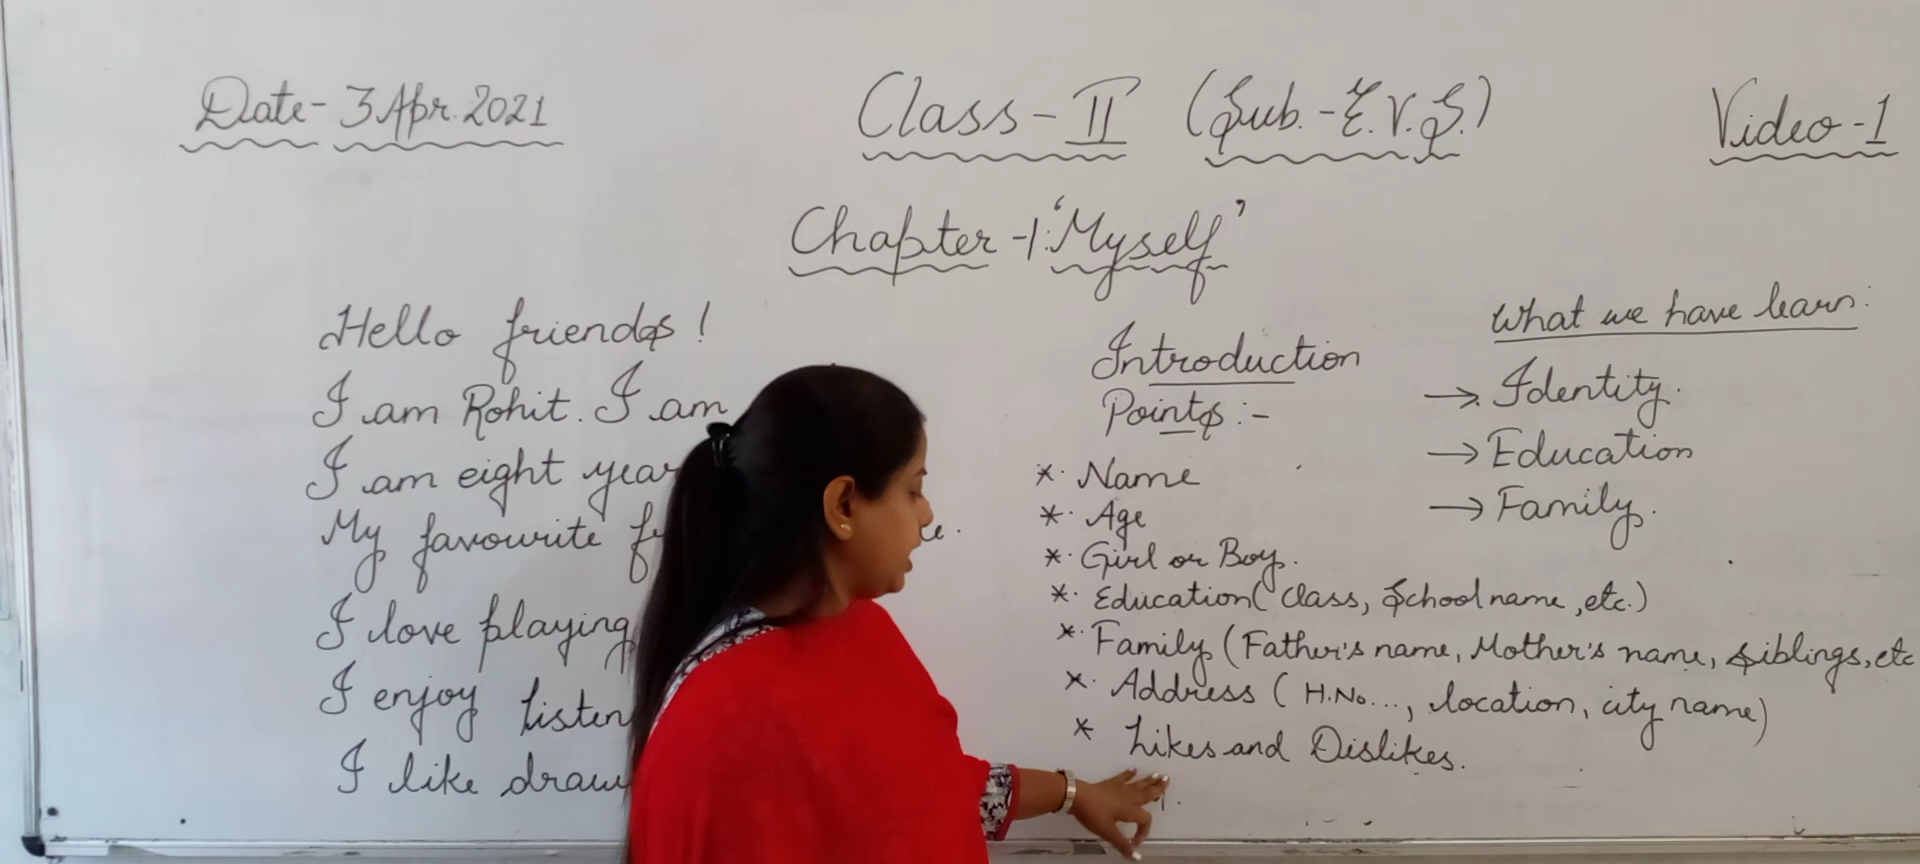 Date- 3 Apr. 2021
Class - II (Sub. - E.V.S.)
Video -1
Chapter -1: 'Myself'
Hello friends !
I am Rohit. I am
I am eight
My favourite
I love playing
I enjoy
I like
Introduction
Points :-
* Name
* Age
* Girl or Boy.
* Education( Class, School name, etc.)
* Family (Father's name, Mother's name, Siblings, etc
* Address ( H.No..., location, city name)
* Likes and Dislikes.
What we have learn:
→ Identity.
→ Education
→ Family.